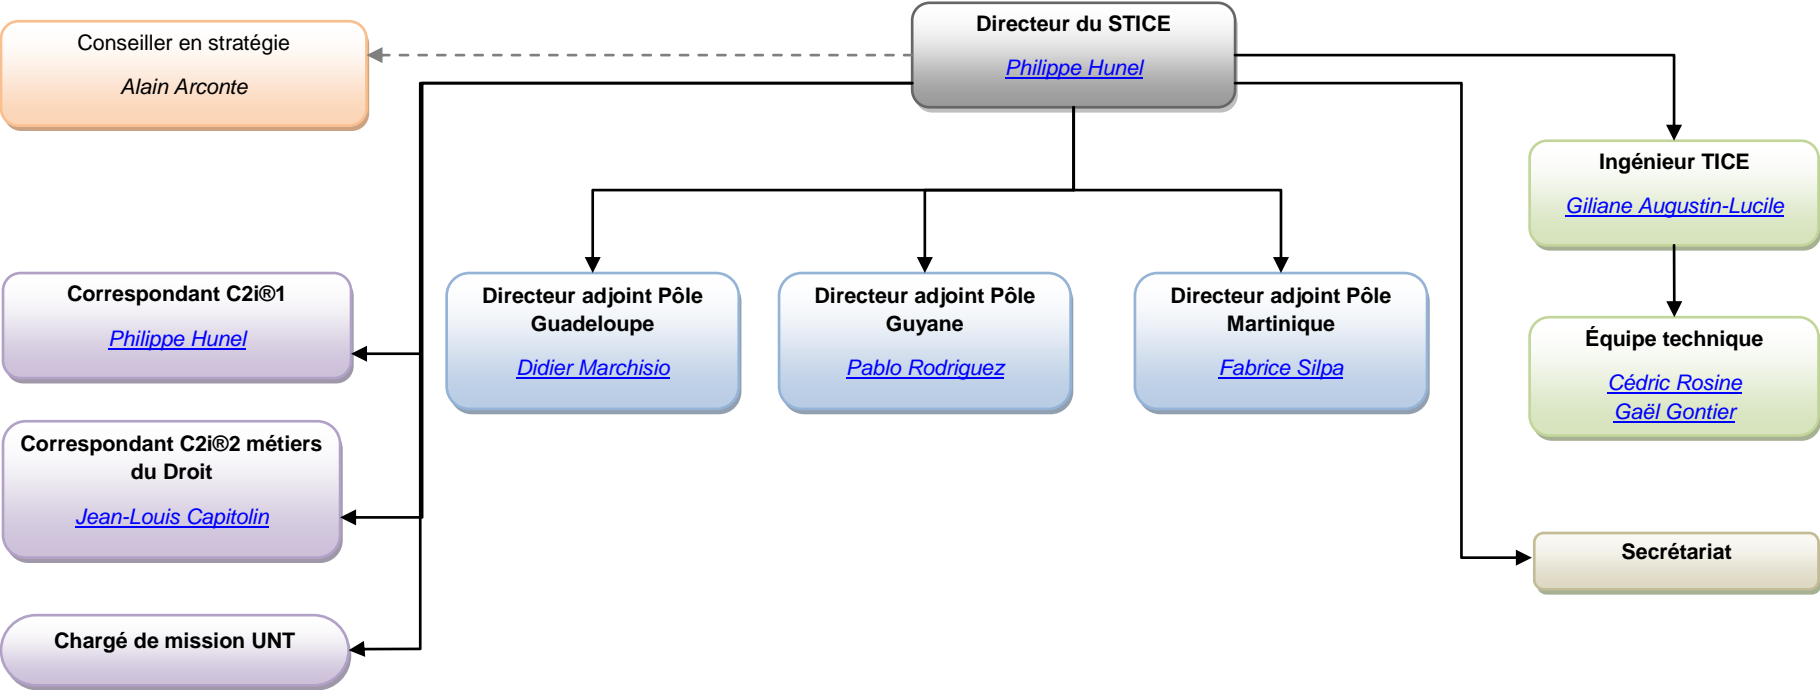 Directeur du STICE
Philippe Hunel
Conseiller en stratégie
Alain Arconte
Ingénieur TICE
Giliane Augustin-Lucile
Correspondant C2i®1
Philippe Hunel
Directeur adjoint Pôle
Guadeloupe
Didier Marchisio
Directeur adjoint Pôle
Guyane
Pablo Rodriguez
Directeur adjoint Pôle
Martinique
Fabrice Silpa
Équipe technique
Cédric Rosine
Gaël Gontier
Correspondant C2i®2 métiers
du Droit
Jean-Louis Capitolin
Secrétariat
Chargé de mission UNT